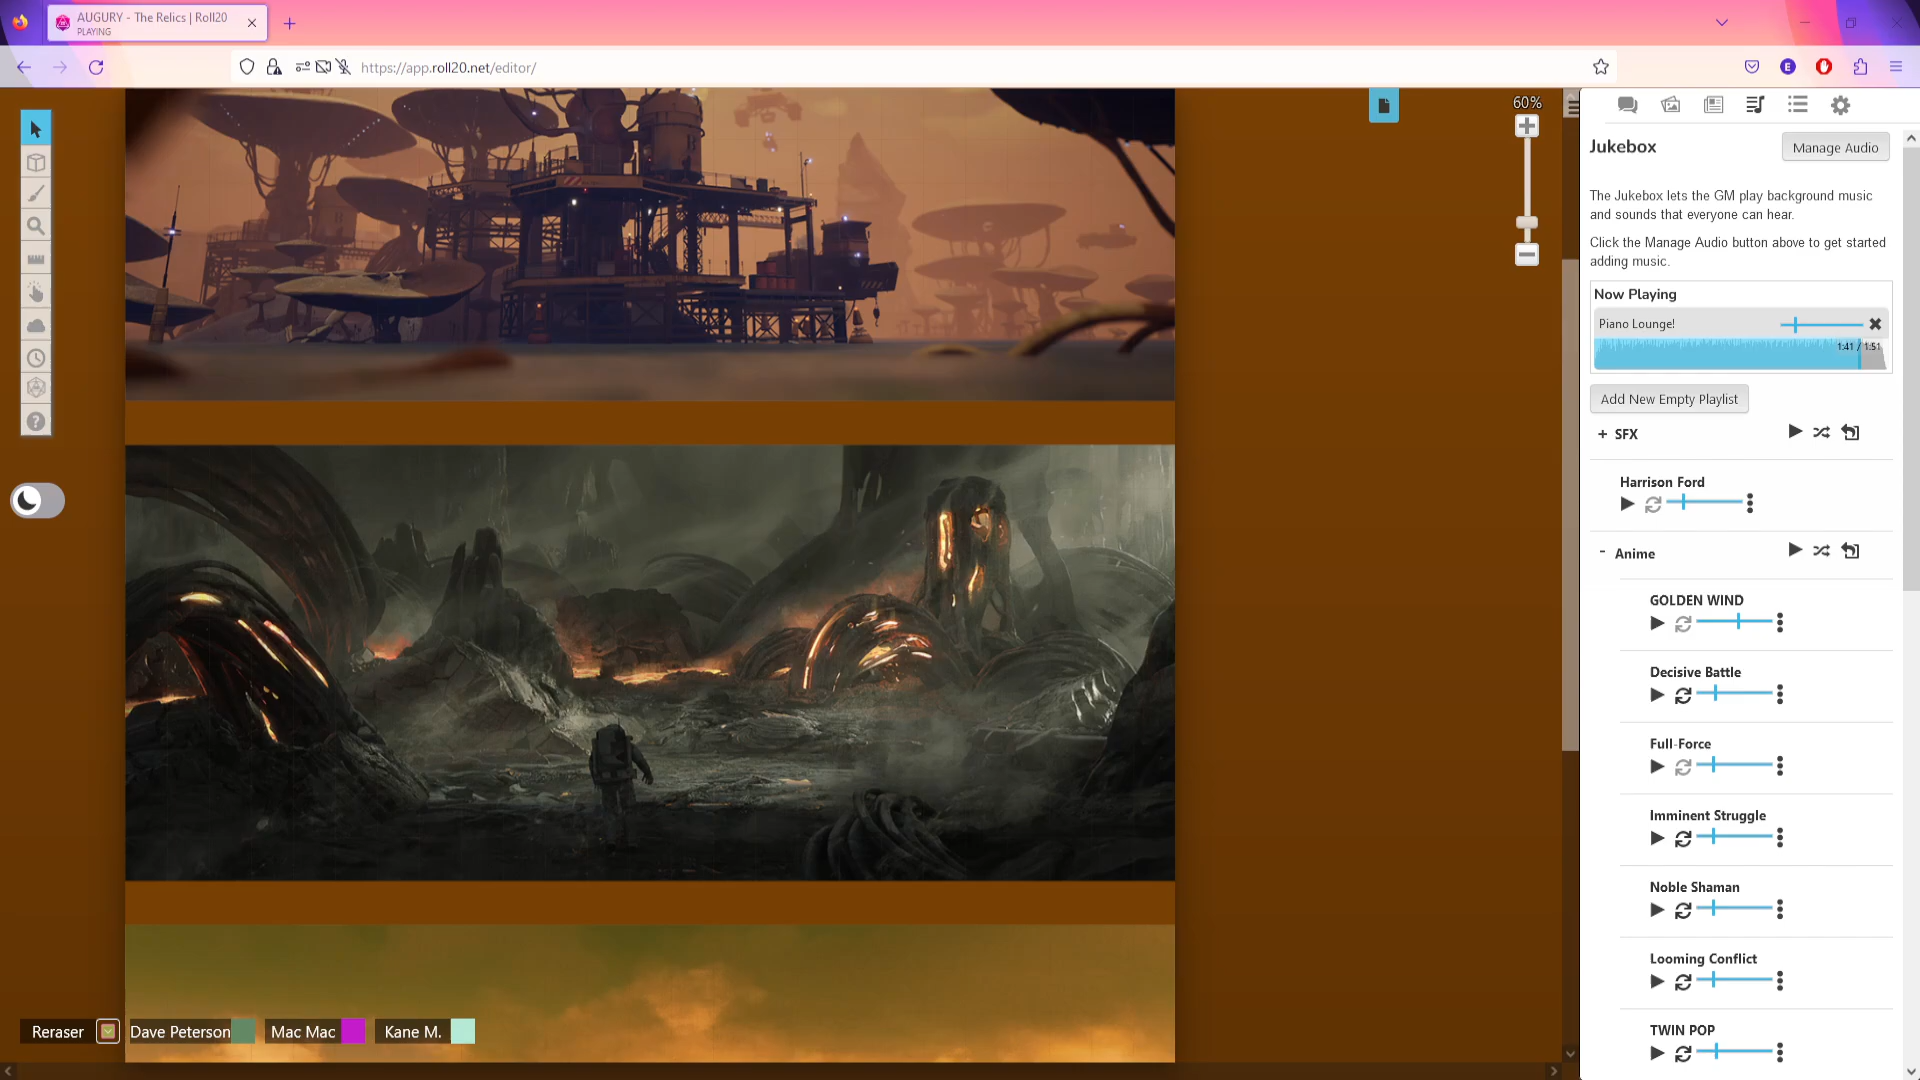 AUGURY - The Relics | Roll20
PLAYING
https://app.roll20.net/editor/
E
60%
Jukebox
Manage Audio
The Jukebox lets the GM play background music
and sounds that everyone can hear.
Click the Manage Audio button above to get started
adding music.
Now Playing
Piano Lounge!
1:41 / 1:51
Add New Empty Playlist
+ SFX
Harrison Ford
- Anime
GOLDEN WIND
Decisive Battle
Full-Force
Imminent Struggle
Noble Shaman
Looming Conflict
TWIN POP
Reraser
Dave Peterson
Mac Mac
Kane M.